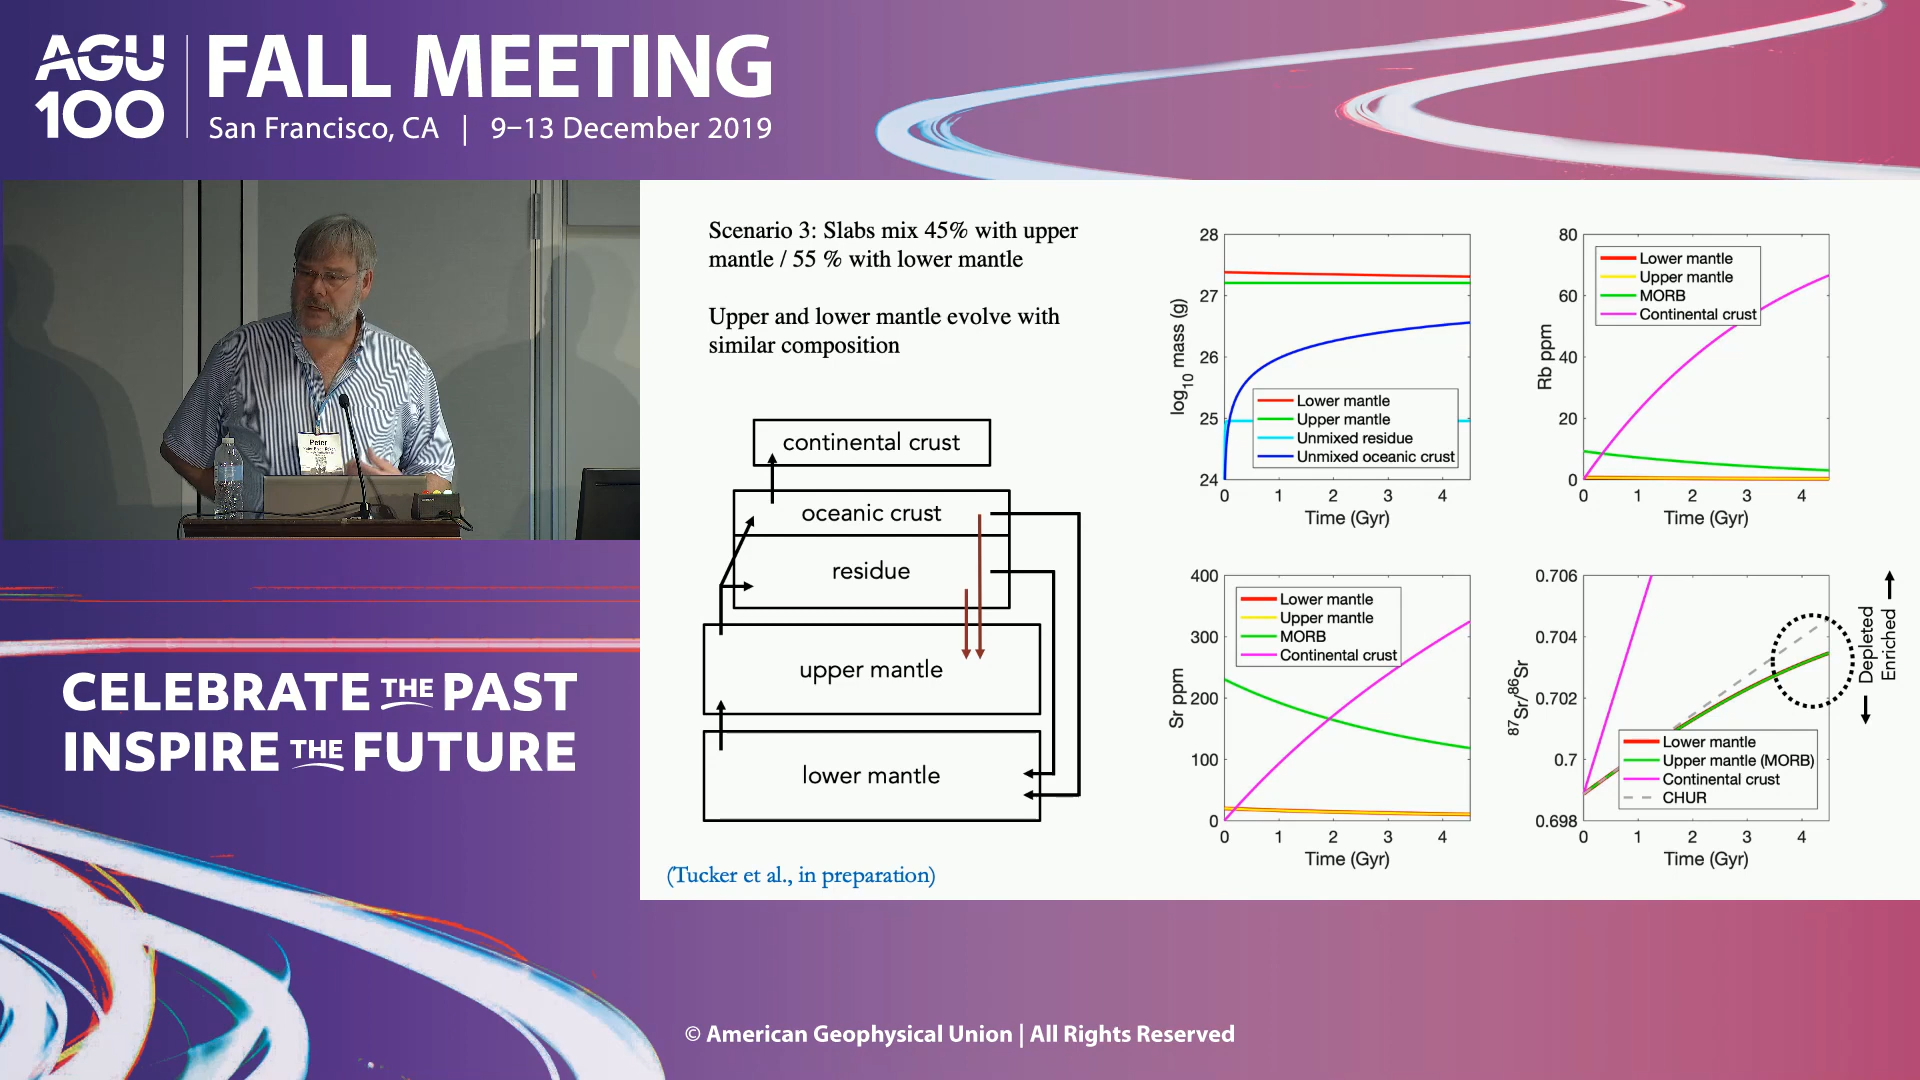 AGU
100
FALL MEETING
San Francisco, CA | 9–13 December 2019
Peter
Scenario 3: Slabs mix 45% with upper
mantle / 55 % with lower mantle
Upper and lower mantle evolve with
similar composition
continental crust
oceanic crust
residue
upper mantle
lower mantle
(Tucker et al., in preparation)
28
27
26
25
24
log10 mass (g)
Lower mantle
Upper mantle
Unmixed residue
Unmixed oceanic crust
0 1 2 3 4
Time (Gyr)
80
60
40
20
0
Rb ppm
Lower mantle
Upper mantle
MORB
Continental crust
0 1 2 3 4
Time (Gyr)
400
300
200
100
0
Sr ppm
Lower mantle
Upper mantle
MORB
Continental crust
0 1 2 3 4
Time (Gyr)
0.706
0.704
0.702
0.7
0.698
87Sr/86Sr
Lower mantle
Upper mantle (MORB)
Continental crust
CHUR
0 1 2 3 4
Time (Gyr)
Depleted
Enriched
CELEBRATE THE PAST
INSPIRE THE FUTURE
© American Geophysical Union | All Rights Reserved